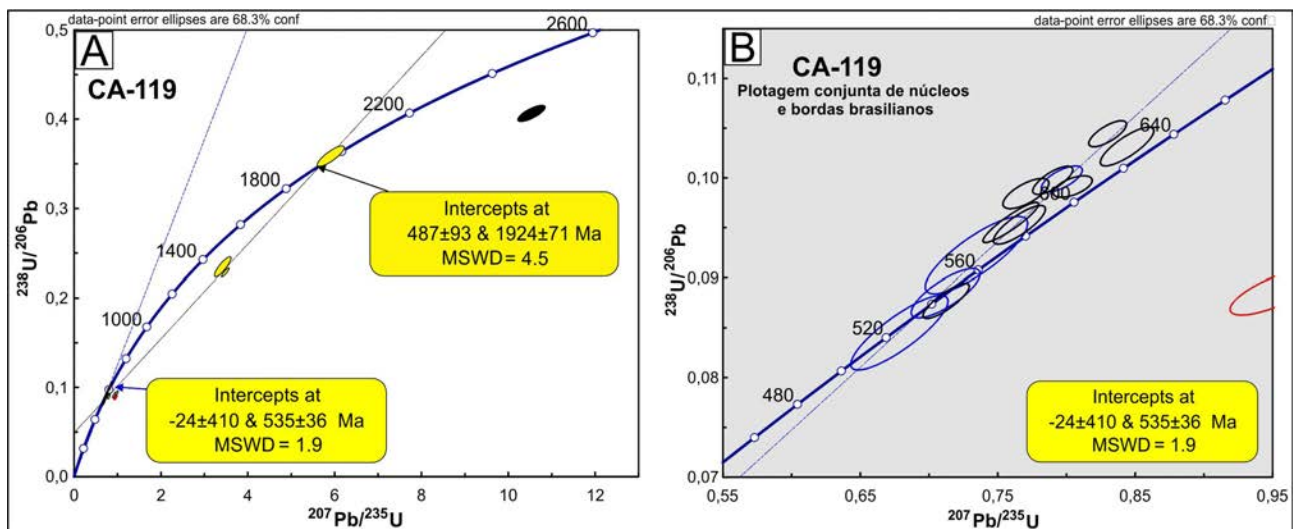 data-point error ellipses are 68.3% conf
A
CA-119
0,5
0,4
0,3
0,2
0,1
0,0
²³⁸U/²⁰⁶Pb
2600
2200
1800
1400
1000
Intercepts at
487±93 & 1924±71 Ma
MSWD = 4.5
Intercepts at
-24±410 & 535±36 Ma
MSWD = 1.9
0
2
4
6
8
10
12
²⁰⁷Pb/²³⁵U
data-point error ellipses are 68.3% conf
B
CA-119
Plotagem conjunta de núcleos
e bordas brasilianos
0,11
0,10
0,09
0,08
0,07
²³⁸U/²⁰⁶Pb
640
600
560
520
480
Intercepts at
-24±410 & 535±36 Ma
MSWD = 1.9
0,55
0,65
0,75
0,85
0,95
²⁰⁷Pb/²³⁵U